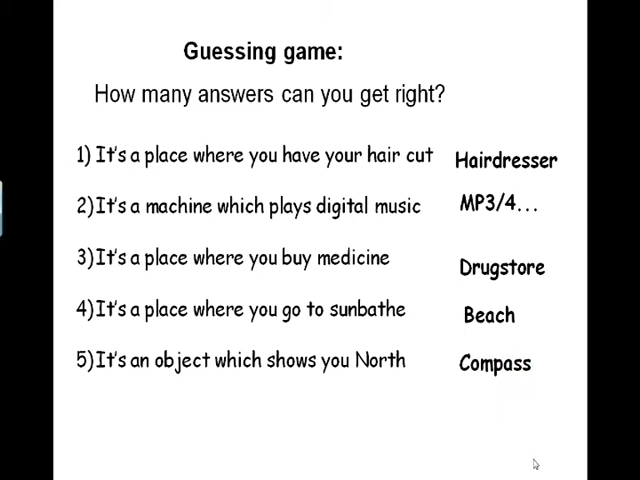 Guessing game:
How many answers can you get right?
1) It's a place where you have your hair cut Hairdresser
2) It's a machine which plays digital music MP3/4...
3) It's a place where you buy medicine Drugstore
4) It's a place where you go to sunbathe Beach
5) It's an object which shows you North Compass